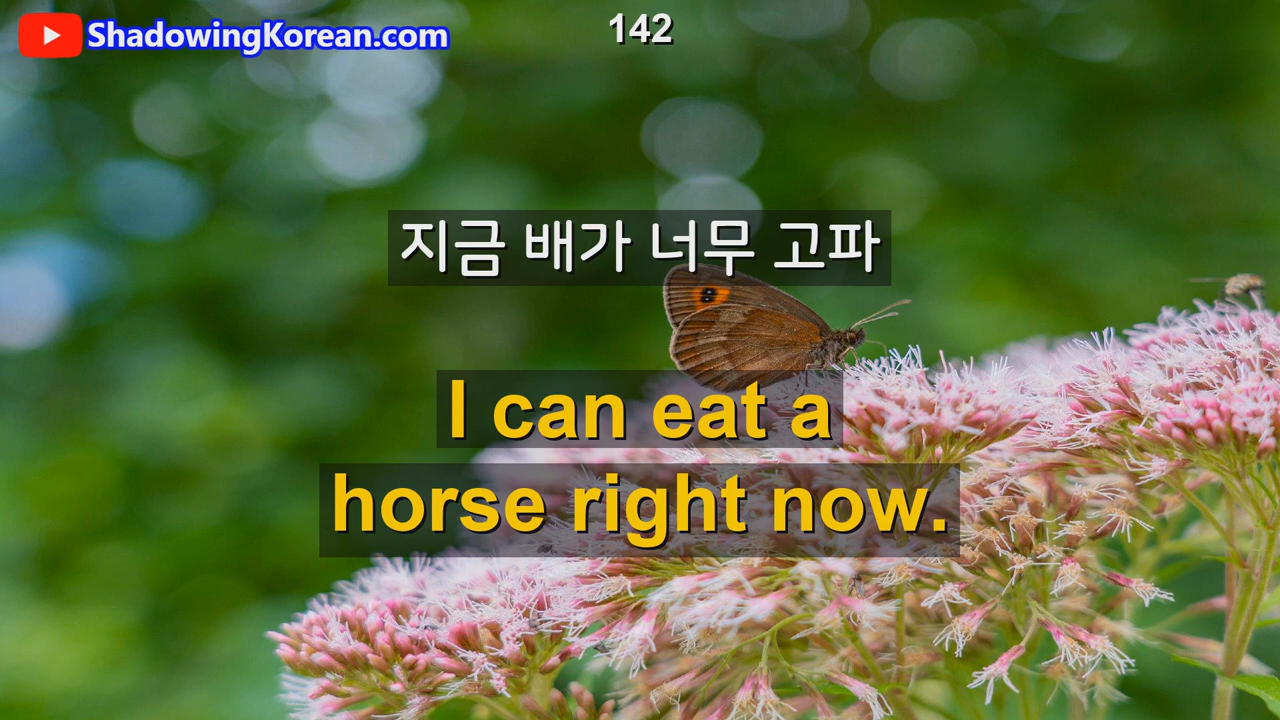 ShadowingKorean.com
142
지금 배가 너무 고파
I can eat a
horse right now.